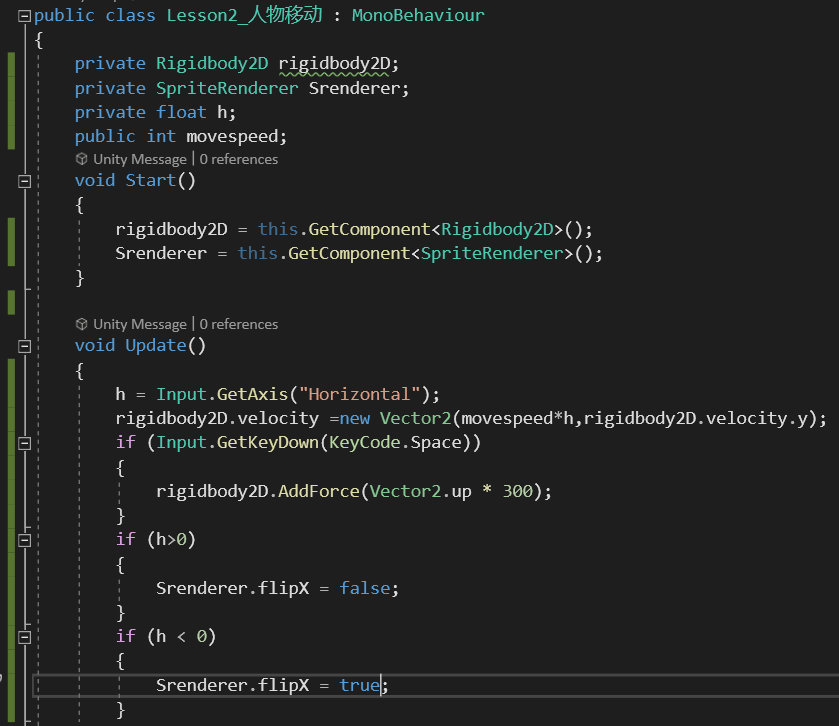 public class Lesson2_人物移动 : MonoBehaviour
{
private Rigidbody2D rigidbody2D;
private SpriteRenderer Srenderer;
private float h;
public int movespeed;
Unity Message | 0 references
void Start()
{
rigidbody2D = this.GetComponent<Rigidbody2D>();
Srenderer = this.GetComponent<SpriteRenderer>();
}
Unity Message | 0 references
void Update()
{
h = Input.GetAxis("Horizontal");
rigidbody2D.velocity =new Vector2(movespeed*h,rigidbody2D.velocity.y);
if (Input.GetKeyDown(KeyCode.Space))
{
rigidbody2D.AddForce(Vector2.up * 300);
}
if (h>0)
{
Srenderer.flipX = false;
}
if (h < 0)
{
Srenderer.flipX = true;
}